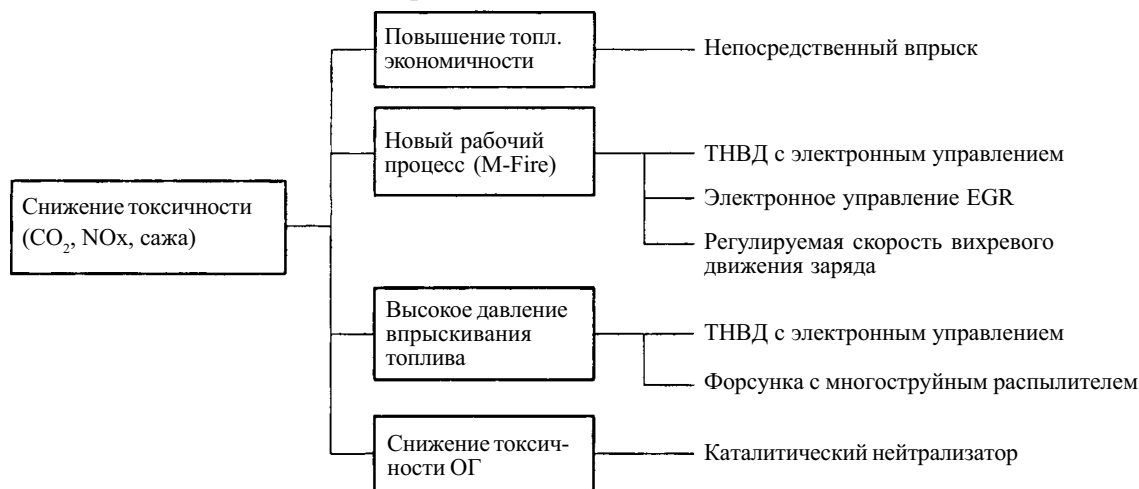 Повышение топл.
экономичности
Непосредственный впрыск
Новый рабочий
процесс (M-Fire)
ТНВД с электронным управлением
Электронное управление EGR
Регулируемая скорость вихревого
движения заряда
Снижение токсичности
(CO₂, NOx, сажа)
Высокое давление
впрыскивания
топлива
ТНВД с электронным управлением
Форсунка с многоструйным распылителем
Снижение токсич-
ности ОГ
Каталитический нейтрализатор